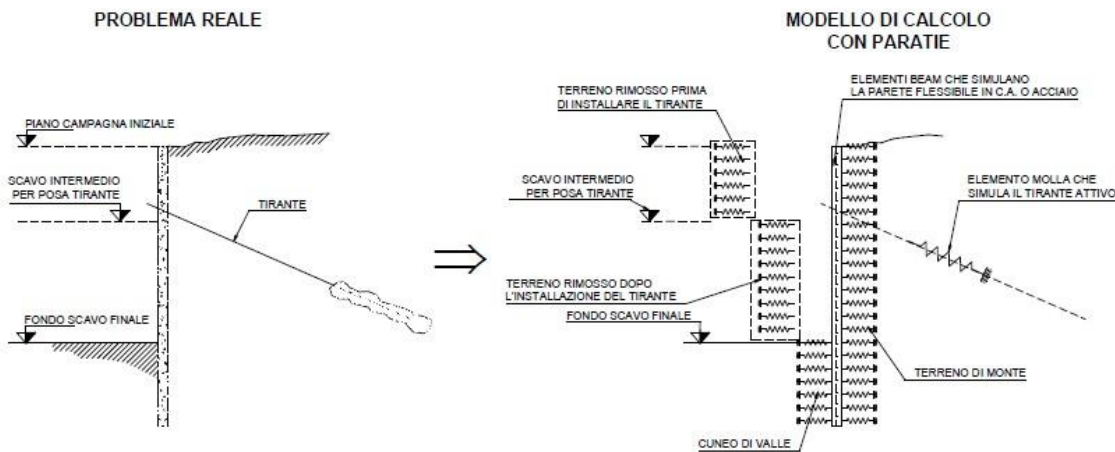 PROBLEMA REALE
PIANO CAMPAGNA INIZIALE
SCAVO INTERMEDIO
PER POSA TIRANTE
TIRANTE
FONDO SCAVO FINALE
MODELLO DI CALCOLO
CON PARATIE
TERRENO RIMOSSO PRIMA
DI INSTALLARE IL TIRANTE
ELEMENTI BEAM CHE SIMULANO
LA PARETE FLESSIBILE IN C.A. O ACCIAIO
SCAVO INTERMEDIO
PER POSA TIRANTE
ELEMENTO MOLLA CHE
SIMULA IL TIRANTE ATTIVO
TERRENO RIMOSSO DOPO
L'INSTALLAZIONE DEL TIRANTE
FONDO SCAVO FINALE
TERRENO DI MONTE
CUNEO DI VALLE